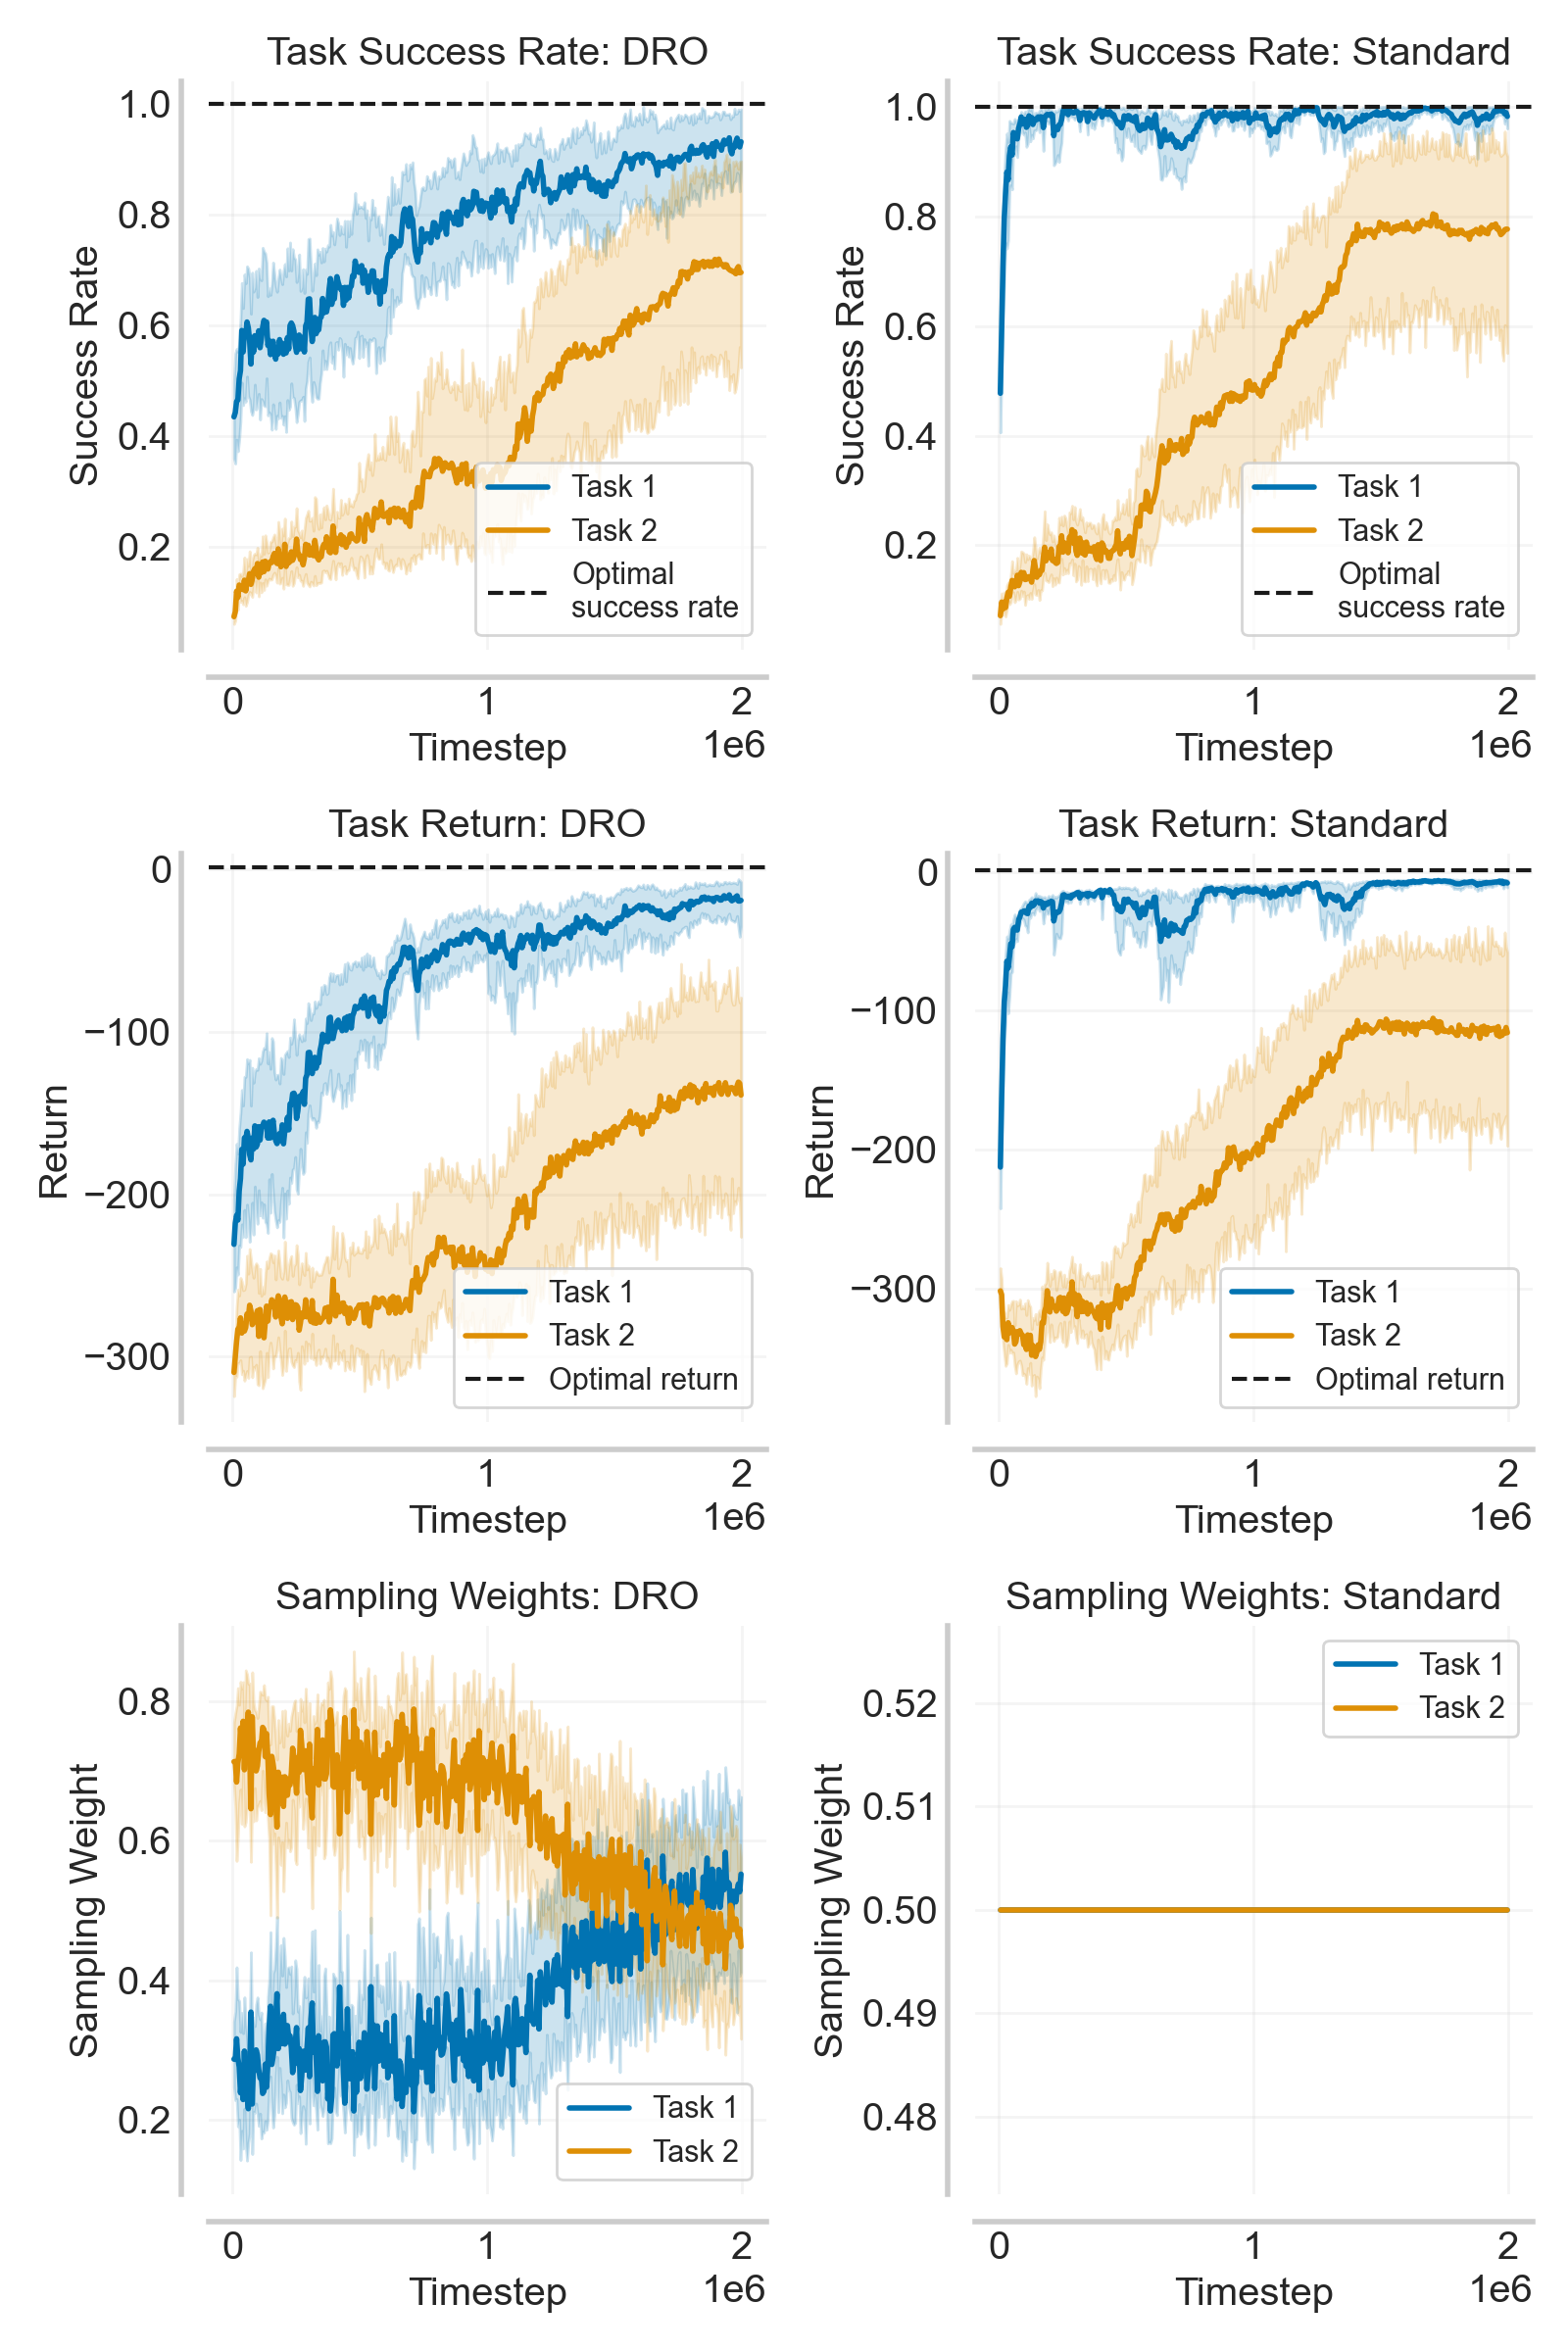 Task Success Rate: DRO
1.0
0.8
0.6
0.4
0.2
Success Rate
Task 1
Task 2
Optimal
success rate
0
1
2
1e6
Timestep
Task Success Rate: Standard
1.0
0.8
0.6
0.4
0.2
Success Rate
Task 1
Task 2
Optimal
success rate
0
1
2
1e6
Timestep
Task Return: DRO
0
−100
−200
−300
Return
Task 1
Task 2
Optimal return
0
1
2
1e6
Timestep
Task Return: Standard
0
−100
−200
−300
Return
Task 1
Task 2
Optimal return
0
1
2
1e6
Timestep
Sampling Weights: DRO
0.8
0.6
0.4
0.2
Sampling Weight
Task 1
Task 2
0
1
2
1e6
Timestep
Sampling Weights: Standard
0.52
0.51
0.50
0.49
0.48
Sampling Weight
Task 1
Task 2
0
1
2
1e6
Timestep